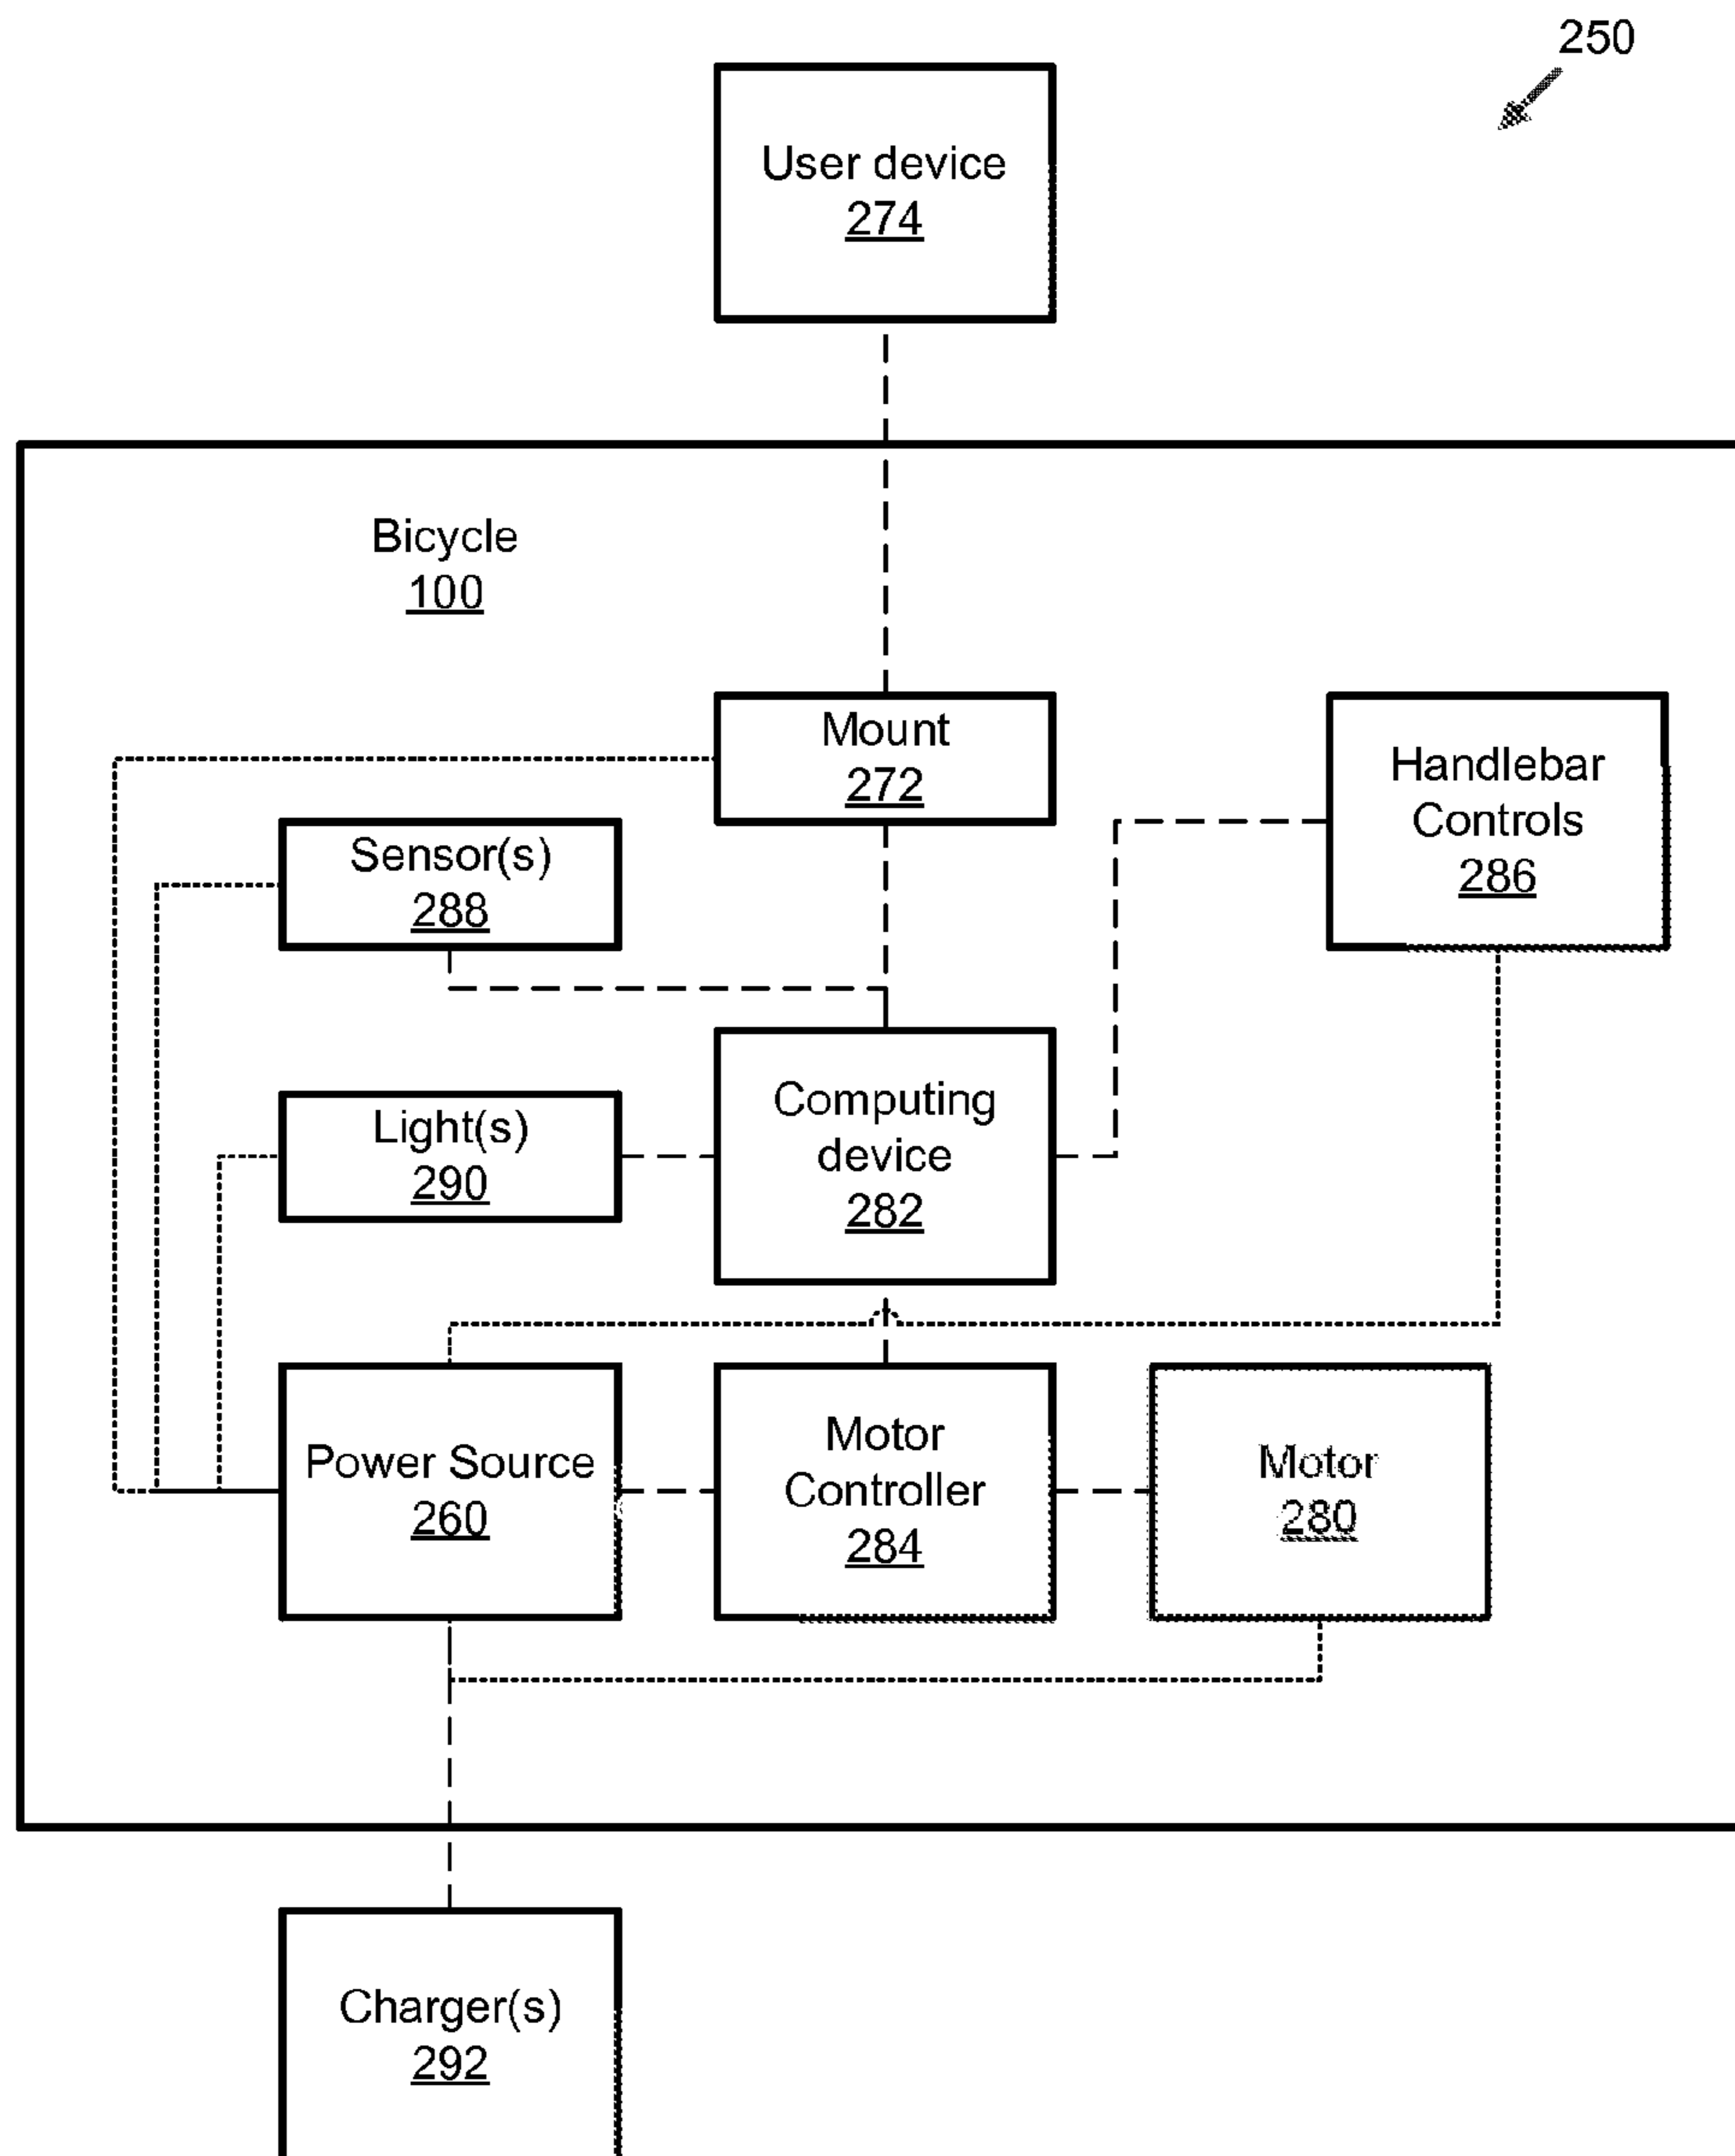 250
User device
274
Bicycle
100
Mount
272
Handlebar
Controls
286
Sensor(s)
288
Computing
device
282
Light(s)
290
Power Source
260
Motor
Controller
284
Motor
280
Charger(s)
292